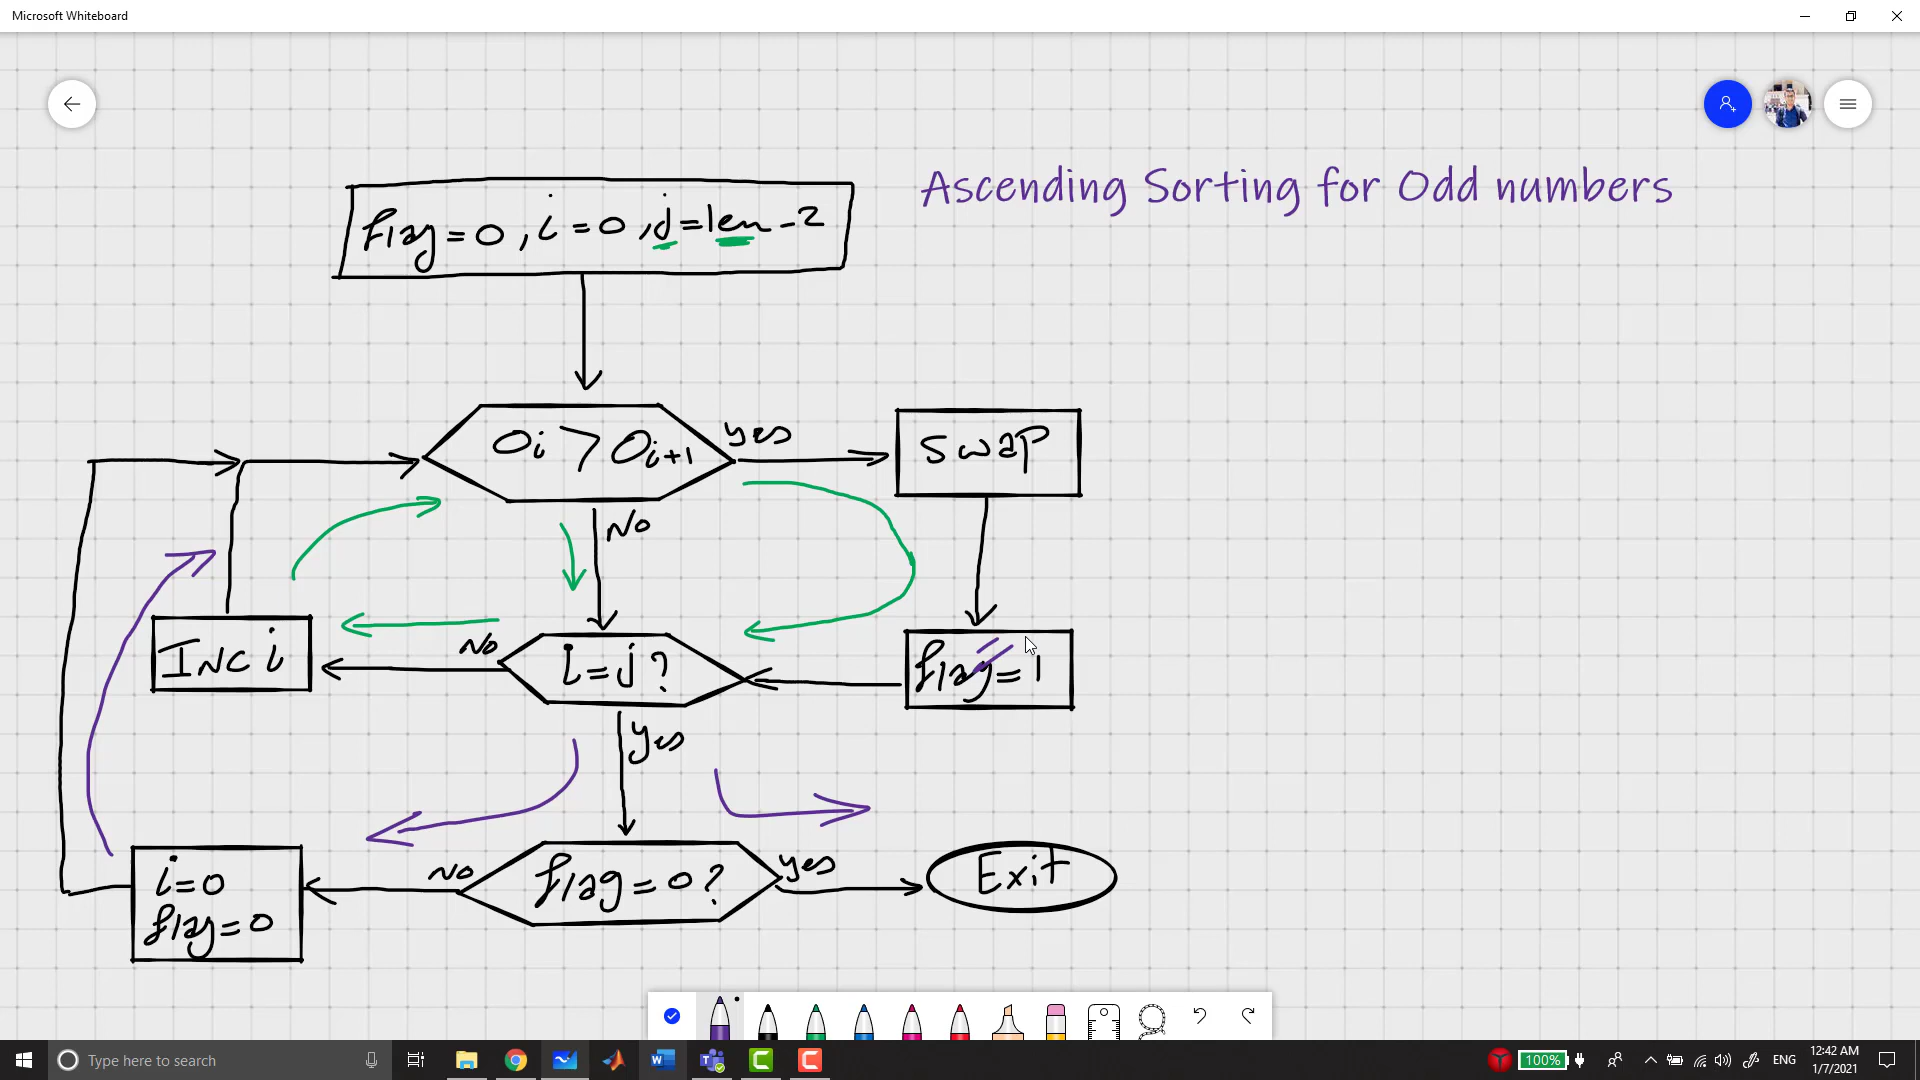 Microsoft Whiteboard
Ascending Sorting for Odd numbers
flag=0, i=0, j=len-2
Oi > Oi+1
yes
swap
No
INC i
No
i=j?
flag=1
yes
i=0
flag=0
No
flag=0?
yes
Exit
Type here to search
100%
ENG
12:42 AM
1/7/2021